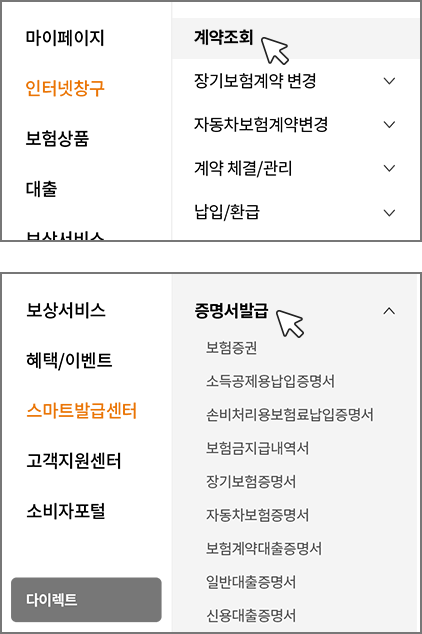 마이페이지
인터넷창구
보험상품
대출
보상서비스
계약조회
장기보험계약 변경
자동차보험계약변경
계약 체결/관리
납입/환급
보상서비스
혜택/이벤트
스마트발급센터
고객지원센터
소비자포털
다이렉트
증명서발급
보험증권
소득공제용납입증명서
손비처리용보험료납입증명서
보험금지급내역서
장기보험증명서
자동차보험증명서
보험계약대출증명서
일반대출증명서
신용대출증명서